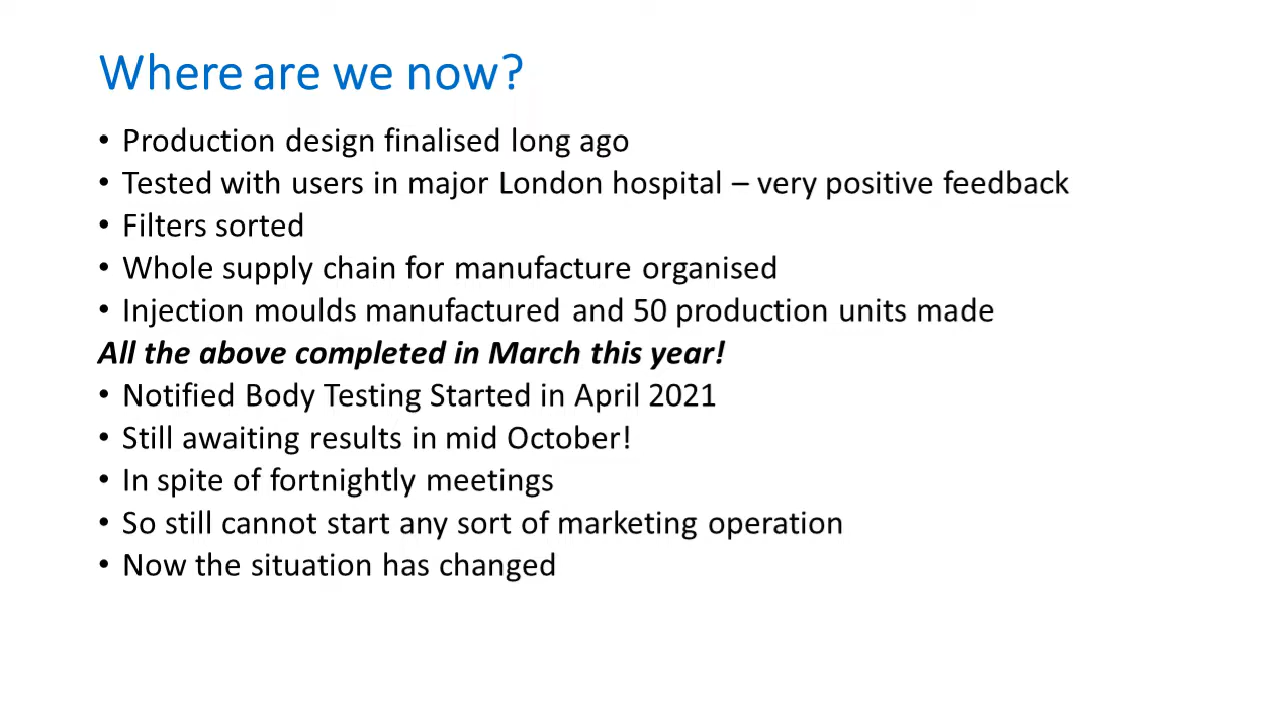 Where are we now?
• Production design finalised long ago
• Tested with users in major London hospital – very positive feedback
• Filters sorted
• Whole supply chain for manufacture organised
• Injection moulds manufactured and 50 production units made
All the above completed in March this year!
• Notified Body Testing Started in April 2021
• Still awaiting results in mid October!
• In spite of fortnightly meetings
• So still cannot start any sort of marketing operation
• Now the situation has changed